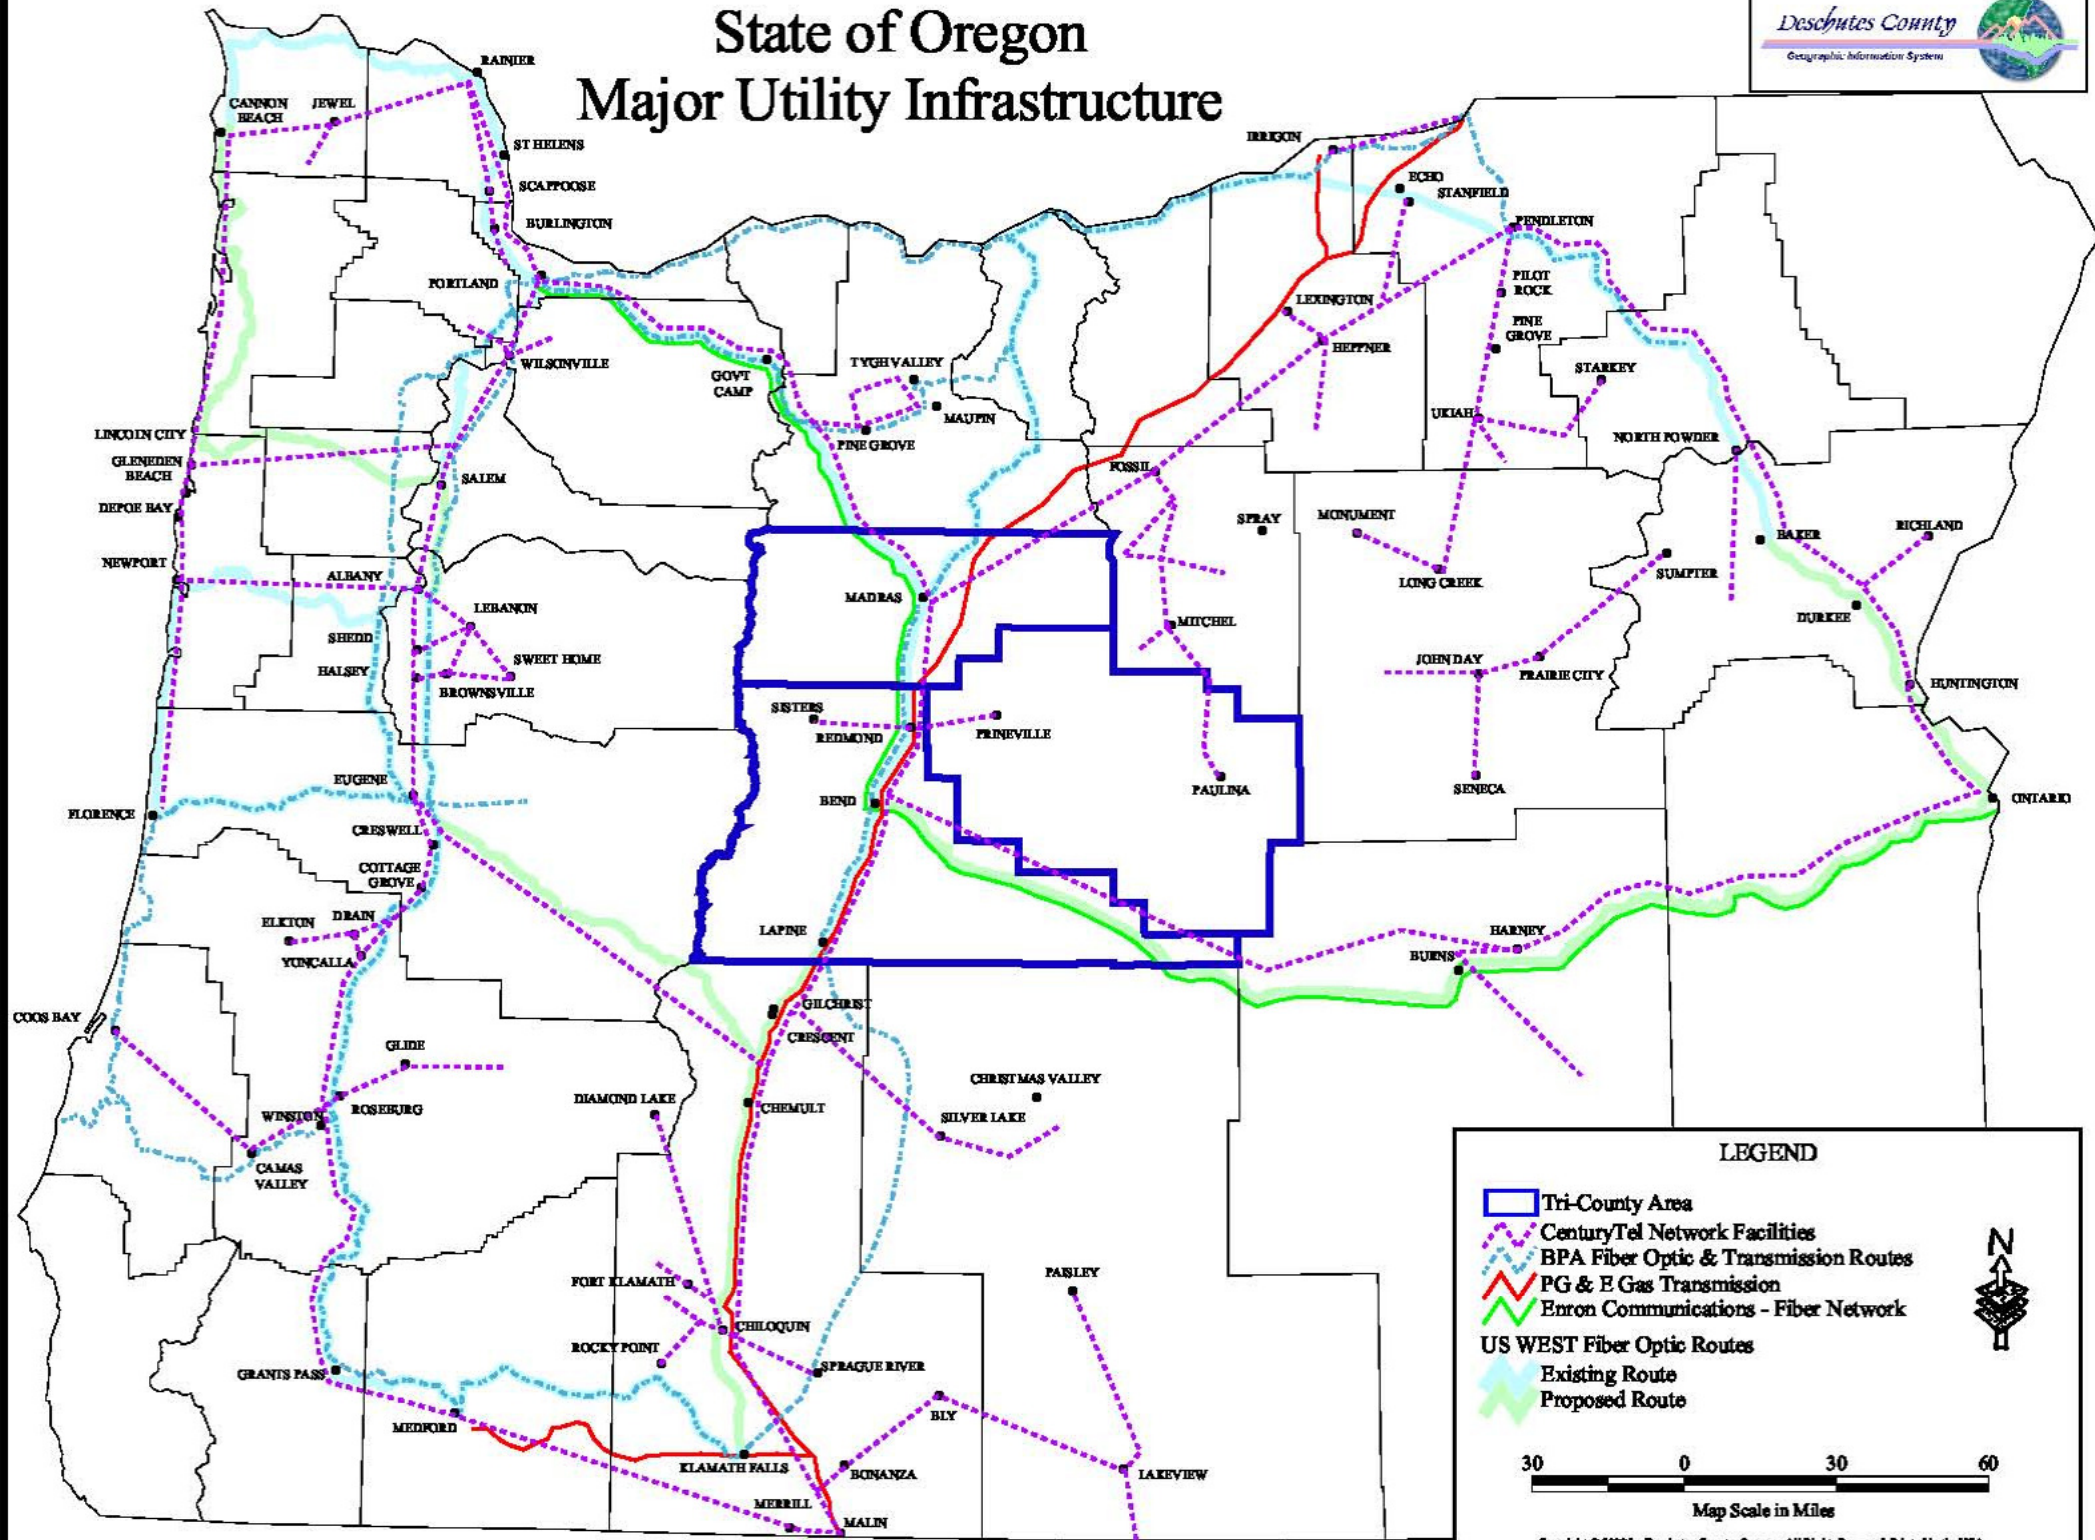 State of Oregon
Major Utility Infrastructure
Deschutes County
Geographic Information System
RAINIER
CANNON
BEACH
JEWEL
ST HELENS
SCAPPOOSE
BURLINGTON
PORTLAND
WILSONVILLE
GOVT
CAMP
TYGH VALLEY
MAUPIN
PINE GROVE
IRRIGON
ECHO
STANFIELD
PENDLETON
PILOT
ROCK
PINE
GROVE
LEXINGTON
HEPPNER
STARKEY
UKIAH
NORTH POWDER
LINCOLN CITY
GLENEDEN
BEACH
SALEM
DEPOE BAY
NEWPORT
ALBANY
LEBANON
SHEDD
HALSEY
SWEET HOME
BROWNSVILLE
FOSSIL
SPRAY
MONUMENT
LONG CREEK
BAKER
RICHLAND
SUMPTER
DURKEE
MADRAS
MITCHEL
JOHN DAY
PRAIRIE CITY
HUNTINGTON
SISTERS
REDMOND
PRINEVILLE
EUGENE
BEND
PAULINA
SENECA
ONTARIO
FLORENCE
CRESWELL
COTTAGE
GROVE
ELKTON
DRAIN
YONCALLA
LAPINE
HARNEY
BURNS
COOS BAY
GILCHRIST
CRESCENT
GLIDE
CHRISTMAS VALLEY
DIAMOND LAKE
CHEMULT
SILVER LAKE
WINSTON
ROSEBURG
CAMAS
VALLEY
FORT KLAMATH
PAISLEY
CHILOQUIN
ROCKY POINT
SPRAGUE RIVER
GRANTS PASS
MEDFORD
BLY
KLAMATH FALLS
BONANZA
LAKEVIEW
MERRILL
MALIN
LEGEND
Tri-County Area
CenturyTel Network Facilities
BPA Fiber Optic & Transmission Routes
PG & E Gas Transmission
Enron Communications - Fiber Network
US WEST Fiber Optic Routes
Existing Route
Proposed Route
N
30 0 30 60
Map Scale in Miles